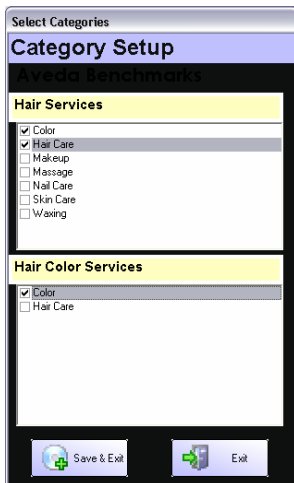 Select Categories
Category Setup
Aveda Benchmarks
Hair Services
Color
Hair Care
Makeup
Massage
Nail Care
Skin Care
Waxing
Hair Color Services
Color
Hair Care
Save & Exit
Exit